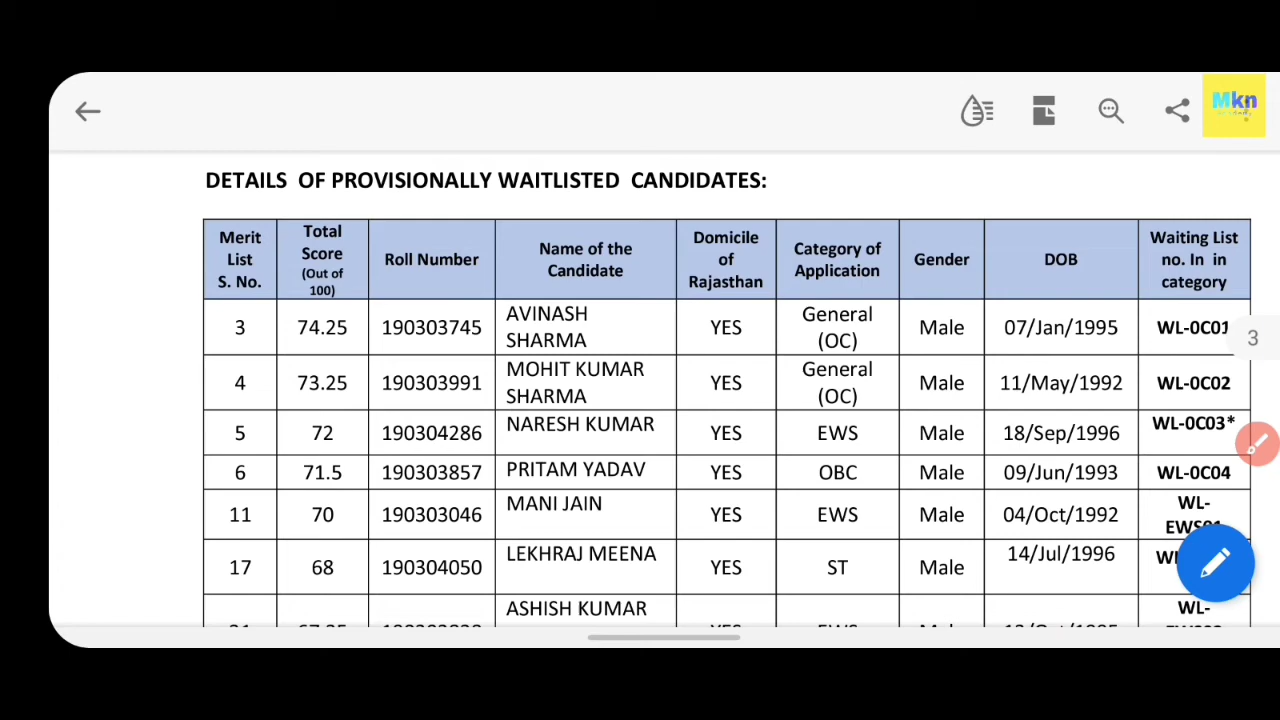 Mkn
DETAILS OF PROVISIONALLY WAITLISTED CANDIDATES:
Merit List S. No. Total Score (Out of 100) Roll Number Name of the Candidate Domicile of Rajasthan Category of Application Gender DOB Waiting List no. In in category
3 74.25 190303745 AVINASH SHARMA YES General (OC) Male 07/Jan/1995 WL-0C01
3
4 73.25 190303991 MOHIT KUMAR SHARMA YES General (OC) Male 11/May/1992 WL-0C02
5 72 190304286 NARESH KUMAR YES EWS Male 18/Sep/1996 WL-0C03*
6 71.5 190303857 PRITAM YADAV YES OBC Male 09/Jun/1993 WL-0C04
11 70 190303046 MANI JAIN YES EWS Male 04/Oct/1992 WL-
17 68 190304050 LEKHRAJ MEENA YES ST Male 14/Jul/1996
ASHISH KUMAR WL-